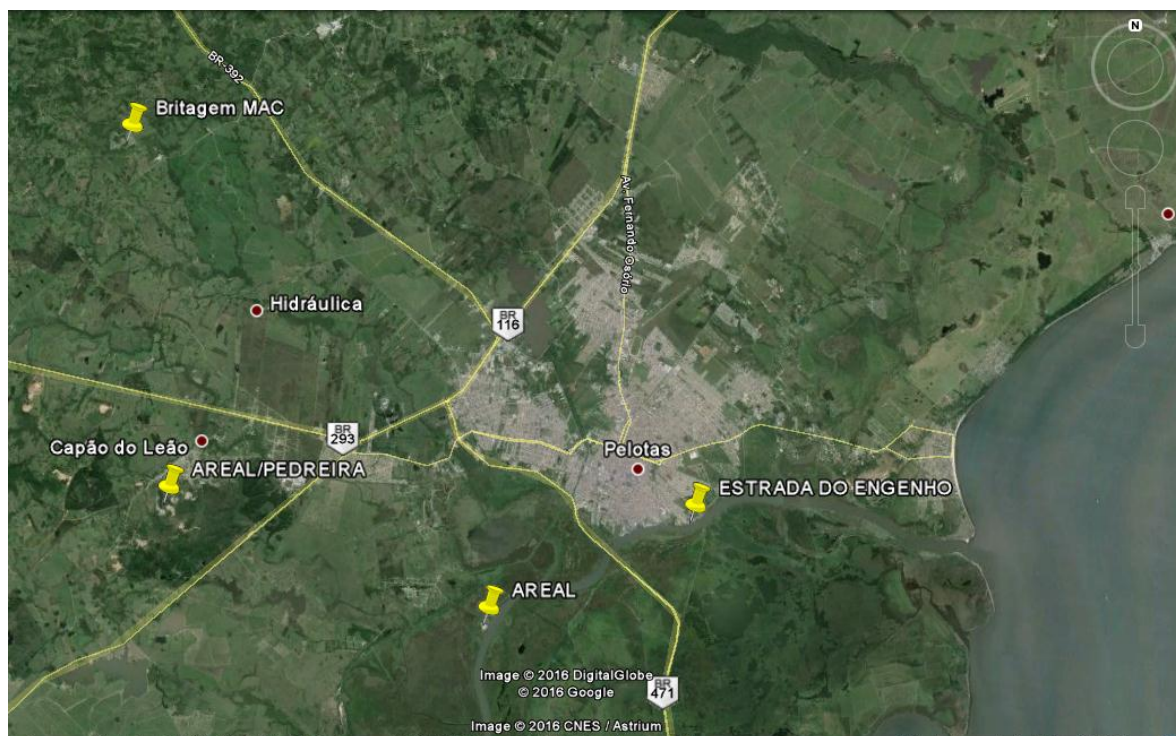 N
BR-392
Britagem MAC
Av. Fernando Osório
Hidráulica
BR
116
BR
293
Capão do Leão
Pelotas
AREAL/PEDREIRA
ESTRADA DO ENGENHO
AREAL
Image © 2016 DigitalGlobe
© 2016 Google
BR
471
Image © 2016 CNES / Astrium